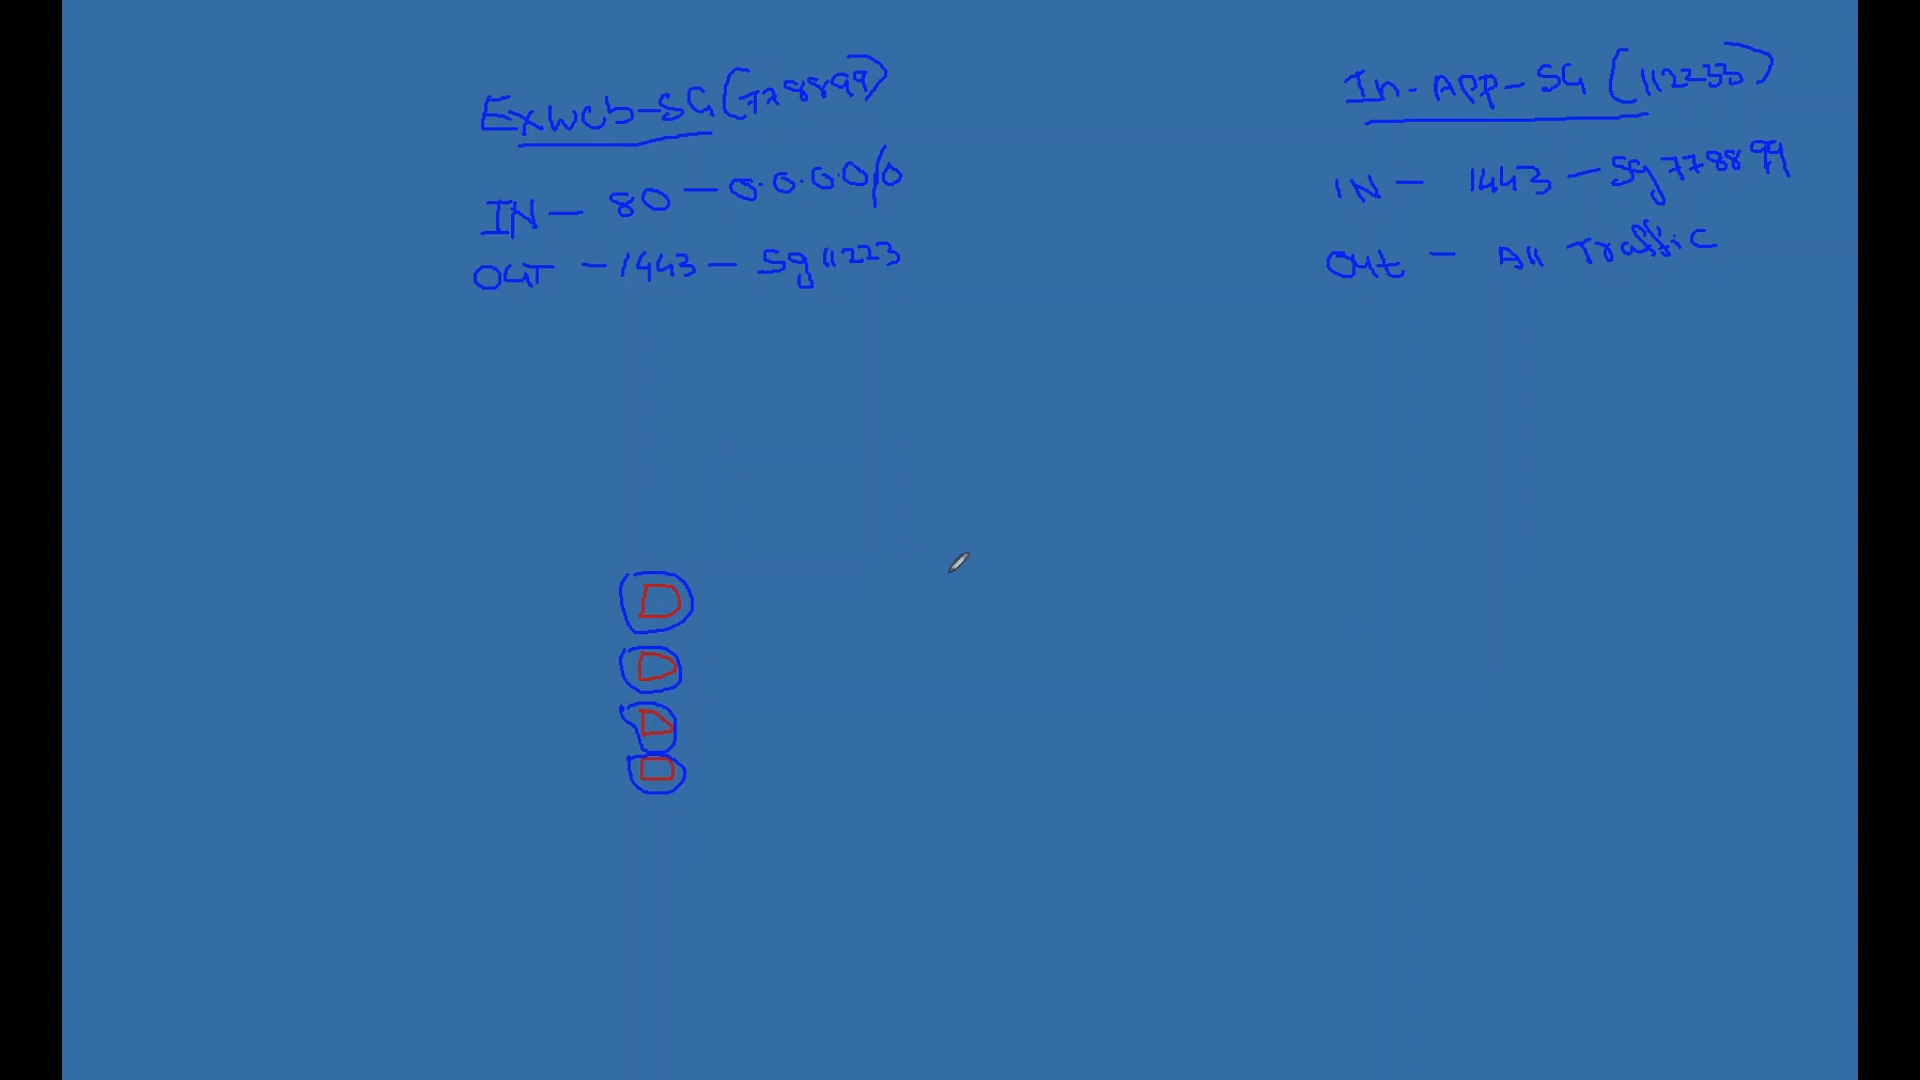 ExWeb-SG (778899)
IN - 80 - 0.0.0.0/0
OUT - 1443 - Sg 11223
In-APP-SG (112233)
IN - 1443 - Sg 778899
Out - All Traffic